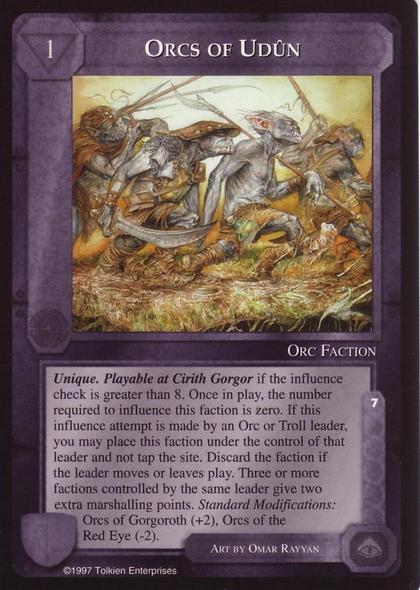 1
ORCS OF UDÛN
ORC FACTION
Unique. Playable at Cirith Gorgor if the influence
check is greater than 8. Once in play, the number
required to influence this faction is zero. If this
influence attempt is made by an Orc or Troll leader,
you may place this faction under the control of that
leader and not tap the site. Discard the faction if
the leader moves or leaves play. Three or more
factions controlled by the same leader give two
extra marshalling points. Standard Modifications:
Orcs of Gorgoroth (+2), Orcs of the
Red Eye (-2).
7
ART BY OMAR RAYYAN
©1997 Tolkien Enterprises